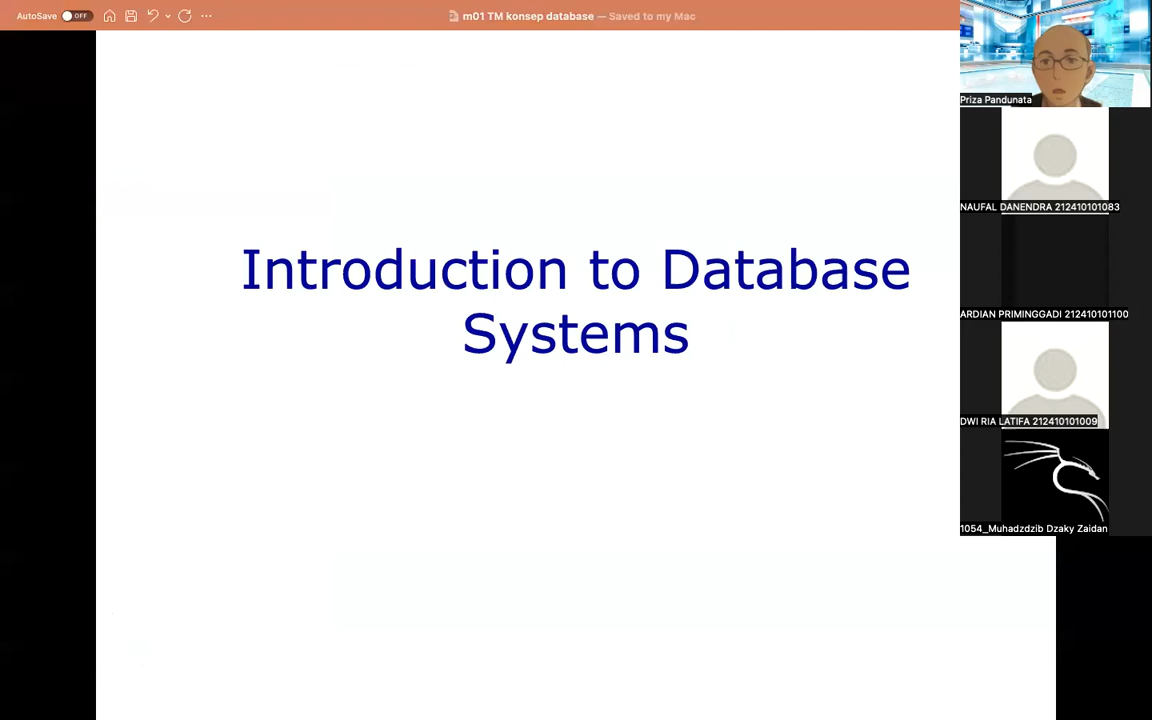 AutoSave OFF
m01 TM konsep database — Saved to my Mac
Introduction to Database
Systems
Priza Pandunata
NAUFAL DANENDRA 212410101083
ARDIAN PRIMINGGADI 212410101100
DWI RIA LATIFA 212410101009
1054_Muhadzdzib Dzaky Zaidan